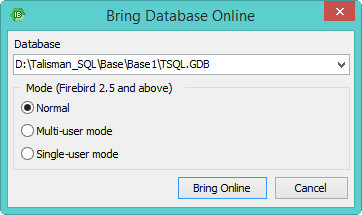 Bring Database Online
Database
D:\Talisman_SQL\Base\Base1\TSQL.GDB
Mode (Firebird 2.5 and above)
Normal
Multi-user mode
Single-user mode
Bring Online
Cancel